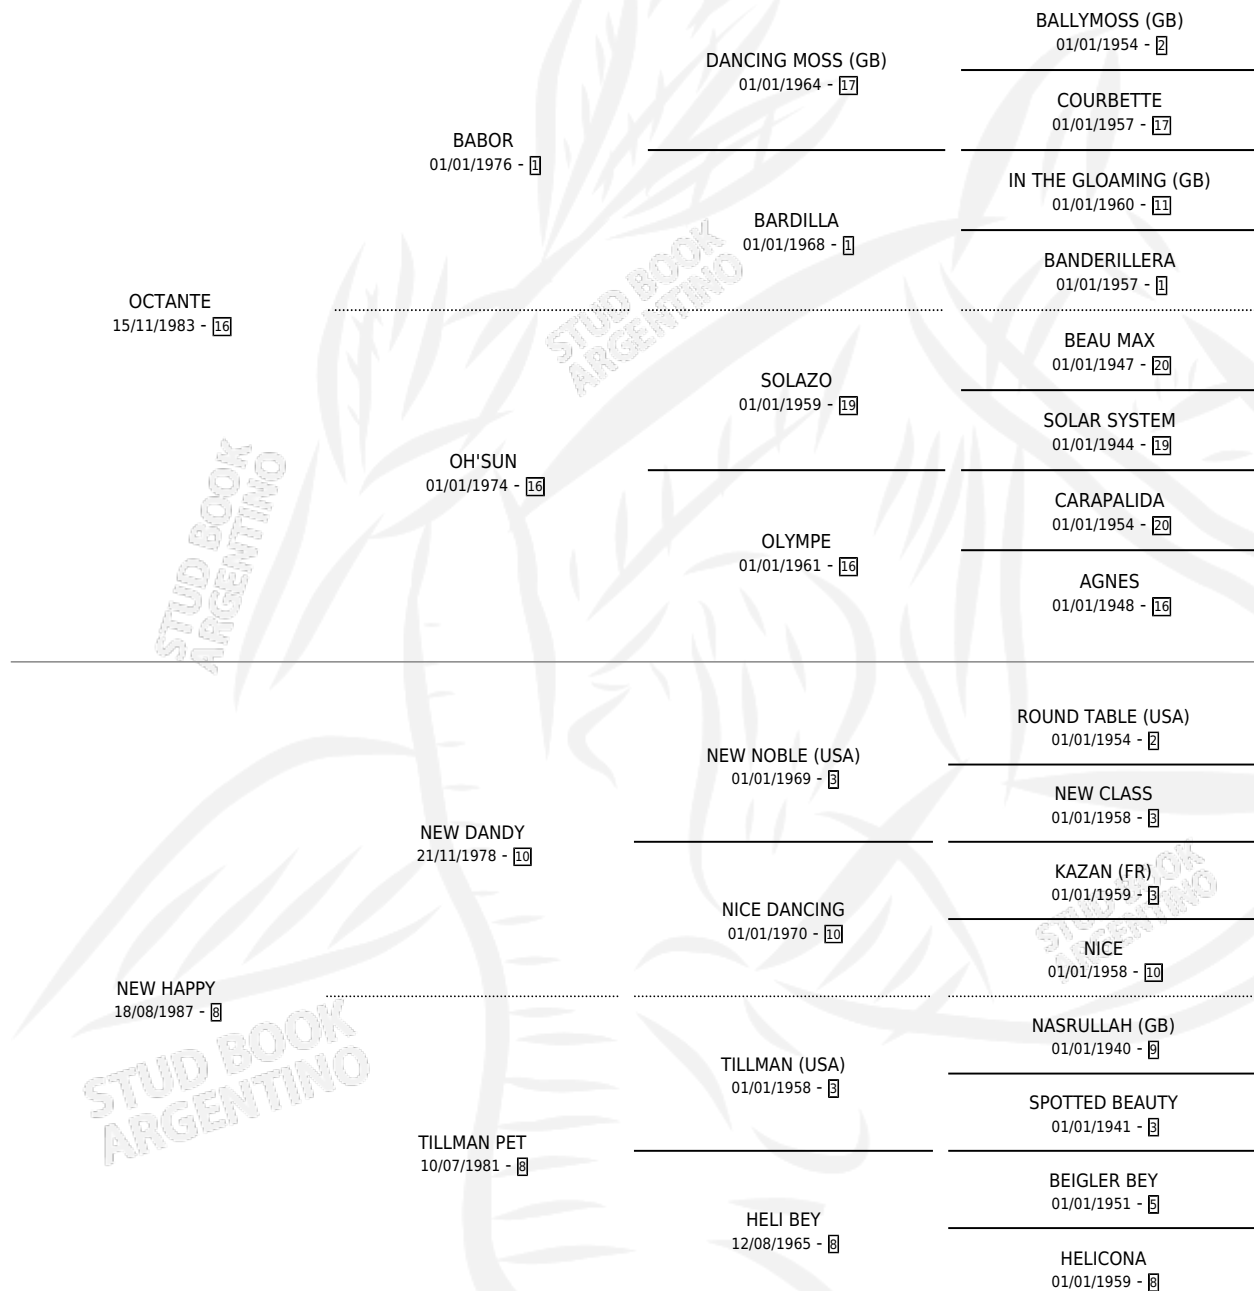 BALLYMOSS (GB)
01/01/1954 - 2
DANCING MOSS (GB)
01/01/1964 - 17
COURBETTE
01/01/1957 - 17
BABOR
01/01/1976 - 1
IN THE GLOAMING (GB)
01/01/1960 - 11
BARDILLA
01/01/1968 - 1
BANDERILLERA
01/01/1957 - 1
OCTANTE
15/11/1983 - 16
STUD BOOK
ARGENTINO
BEAU MAX
01/01/1947 - 20
SOLAZO
01/01/1959 - 19
SOLAR SYSTEM
01/01/1944 - 19
OH'SUN
01/01/1974 - 16
CARAPALIDA
01/01/1954 - 20
OLYMPE
01/01/1961 - 16
AGNES
01/01/1948 - 16
STUD BOOK
ARGENTINO
ROUND TABLE (USA)
01/01/1954 - 2
NEW NOBLE (USA)
01/01/1969 - 3
NEW CLASS
01/01/1958 - 3
NEW DANDY
21/11/1978 - 10
KAZAN (FR)
01/01/1959 - 3
NICE DANCING
01/01/1970 - 10
NICE
01/01/1958 - 10
STUD BOOK
ARGENTINO
NEW HAPPY
18/08/1987 - 8
NASRULLAH (GB)
01/01/1940 - 9
TILLMAN (USA)
01/01/1958 - 3
SPOTTED BEAUTY
01/01/1941 - 3
STUD BOOK
ARGENTINO
TILLMAN PET
10/07/1981 - 8
BEIGLER BEY
01/01/1951 - 5
HELI BEY
12/08/1965 - 8
HELICONA
01/01/1959 - 8